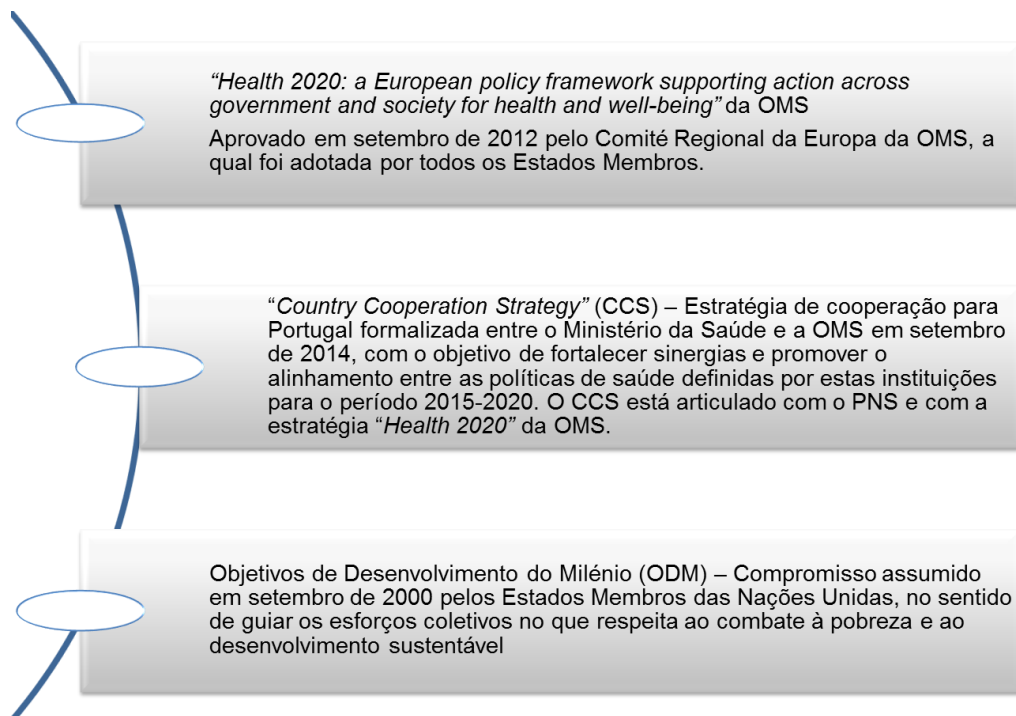 “Health 2020: a European policy framework supporting action across
government and society for health and well-being” da OMS
Aprovado em setembro de 2012 pelo Comité Regional da Europa da OMS, a
qual foi adotada por todos os Estados Membros.
“Country Cooperation Strategy” (CCS) – Estratégia de cooperação para
Portugal formalizada entre o Ministério da Saúde e a OMS em setembro
de 2014, com o objetivo de fortalecer sinergias e promover o
alinhamento entre as políticas de saúde definidas por estas instituições
para o período 2015-2020. O CCS está articulado com o PNS e com a
estratégia “Health 2020” da OMS.
Objetivos de Desenvolvimento do Milénio (ODM) – Compromisso assumido
em setembro de 2000 pelos Estados Membros das Nações Unidas, no sentido
de guiar os esforços coletivos no que respeita ao combate à pobreza e ao
desenvolvimento sustentável